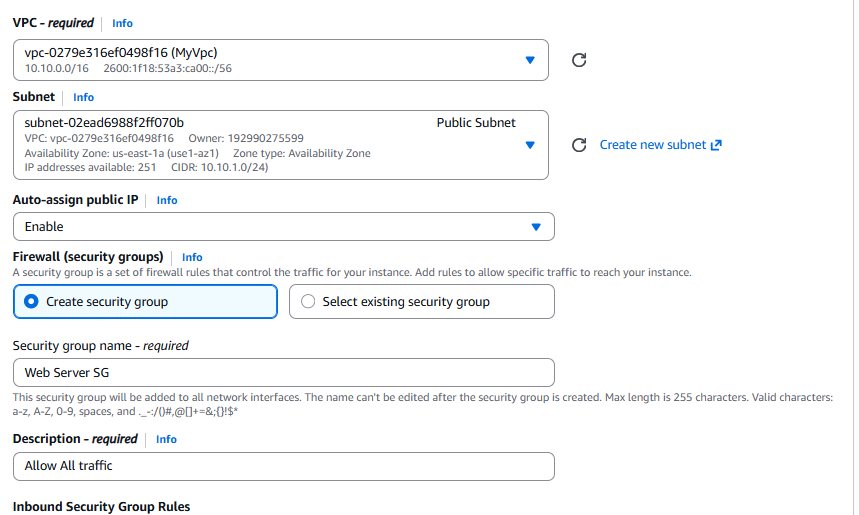 VPC - required Info
vpc-0279e316ef0498f16 (MyVpc)
10.10.0.0/16 2600:1f18:53a3:ca00::/56
Subnet Info
subnet-02ead6988f2ff070b Public Subnet
VPC: vpc-0279e316ef0498f16 Owner: 192990275599
Availability Zone: us-east-1a (use1-az1) Zone type: Availability Zone
IP addresses available: 251 CIDR: 10.10.1.0/24)
Create new subnet
Auto-assign public IP Info
Enable
Firewall (security groups) Info
A security group is a set of firewall rules that control the traffic for your instance. Add rules to allow specific traffic to reach your instance.
Create security group Select existing security group
Security group name - required
Web Server SG
This security group will be added to all network interfaces. The name can't be edited after the security group is created. Max length is 255 characters. Valid characters:
a-z, A-Z, 0-9, spaces, and ._-:/()#,@[]+=&;{}!$*
Description - required Info
Allow All traffic
Inbound Security Group Rules